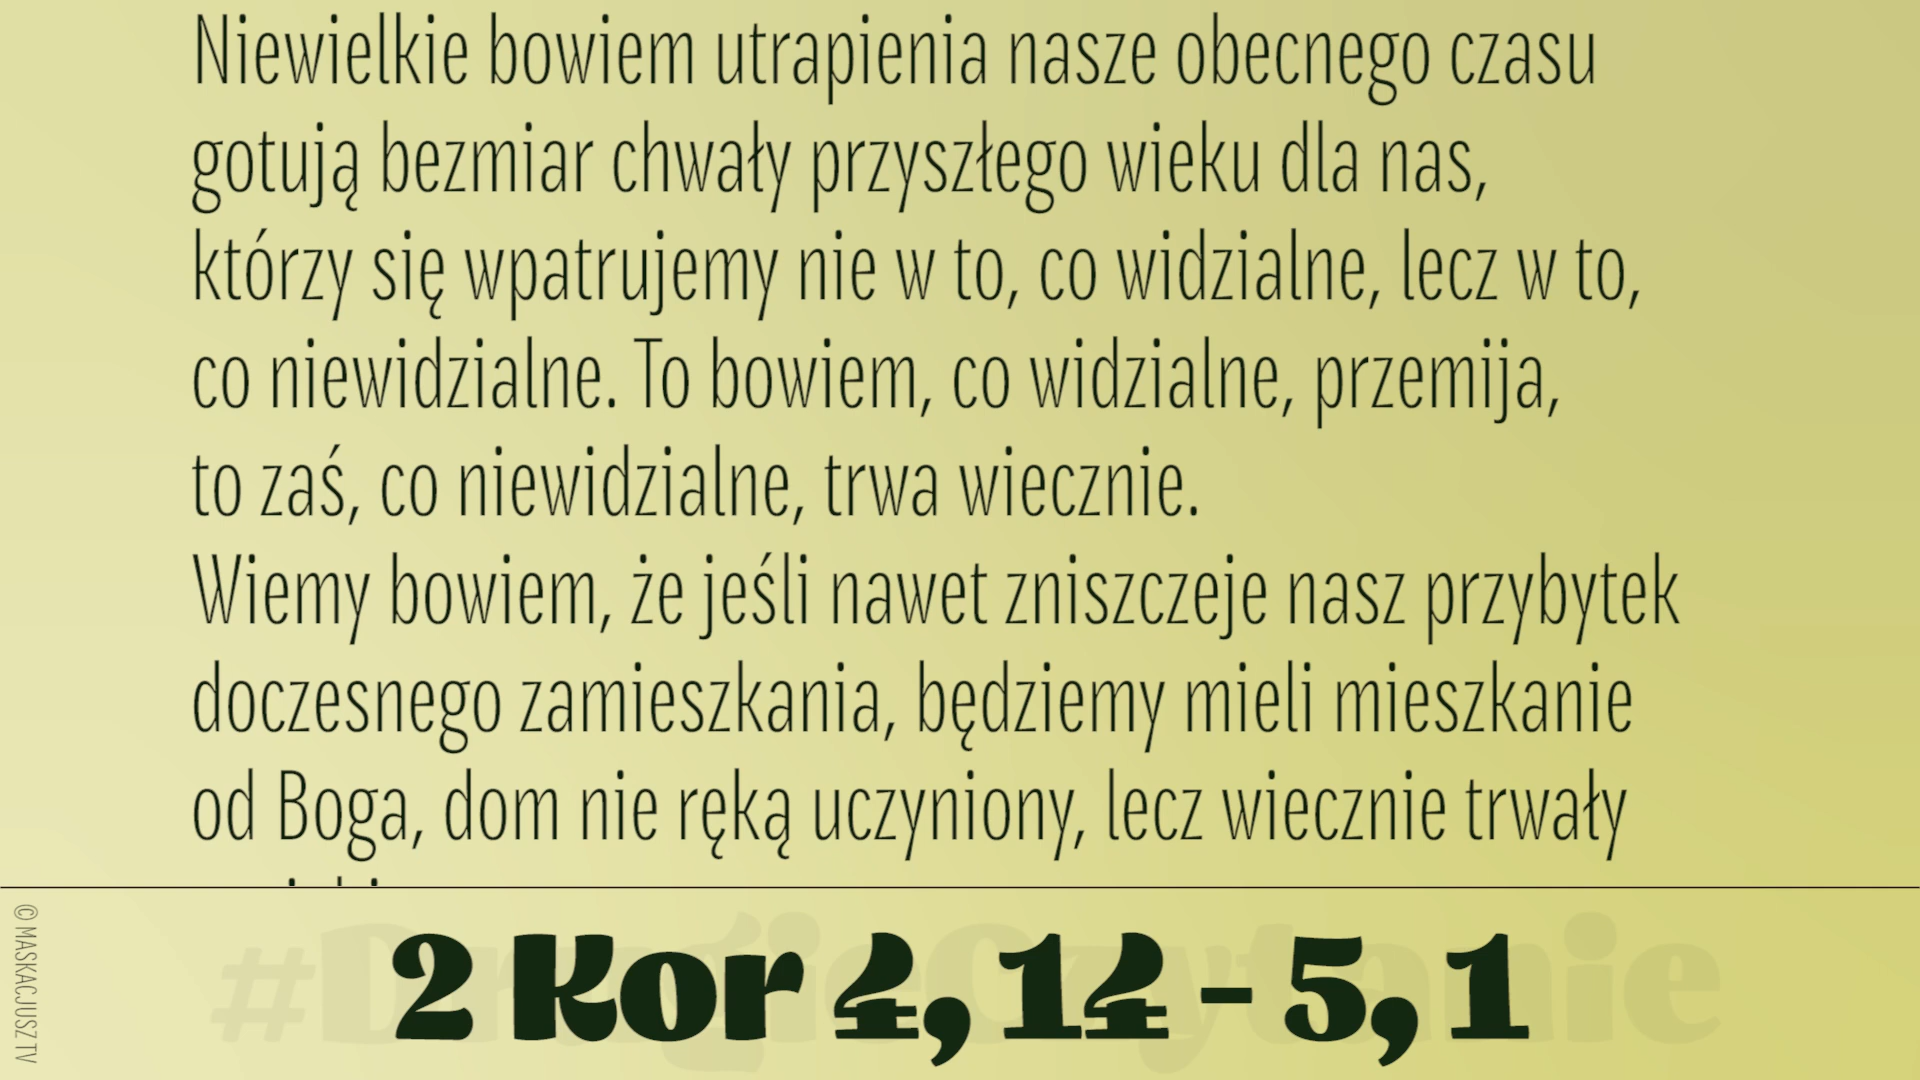 Niewielkie bowiem utrapienia nasze obecnego czasu
gotują bezmiar chwały przyszłego wieku dla nas,
którzy się wpatrujemy nie w to, co widzialne, lecz w to,
co niewidzialne. To bowiem, co widzialne, przemija,
to zaś, co niewidzialne, trwa wiecznie.
Wiemy bowiem, że jeśli nawet zniszczeje nasz przybytek
doczesnego zamieszkania, będziemy mieli mieszkanie
od Boga, dom nie ręką uczyniony, lecz wiecznie trwały
#DrugieCzytanie
2 Kor 4,14 - 5,1
© MASKACJUSZ TV